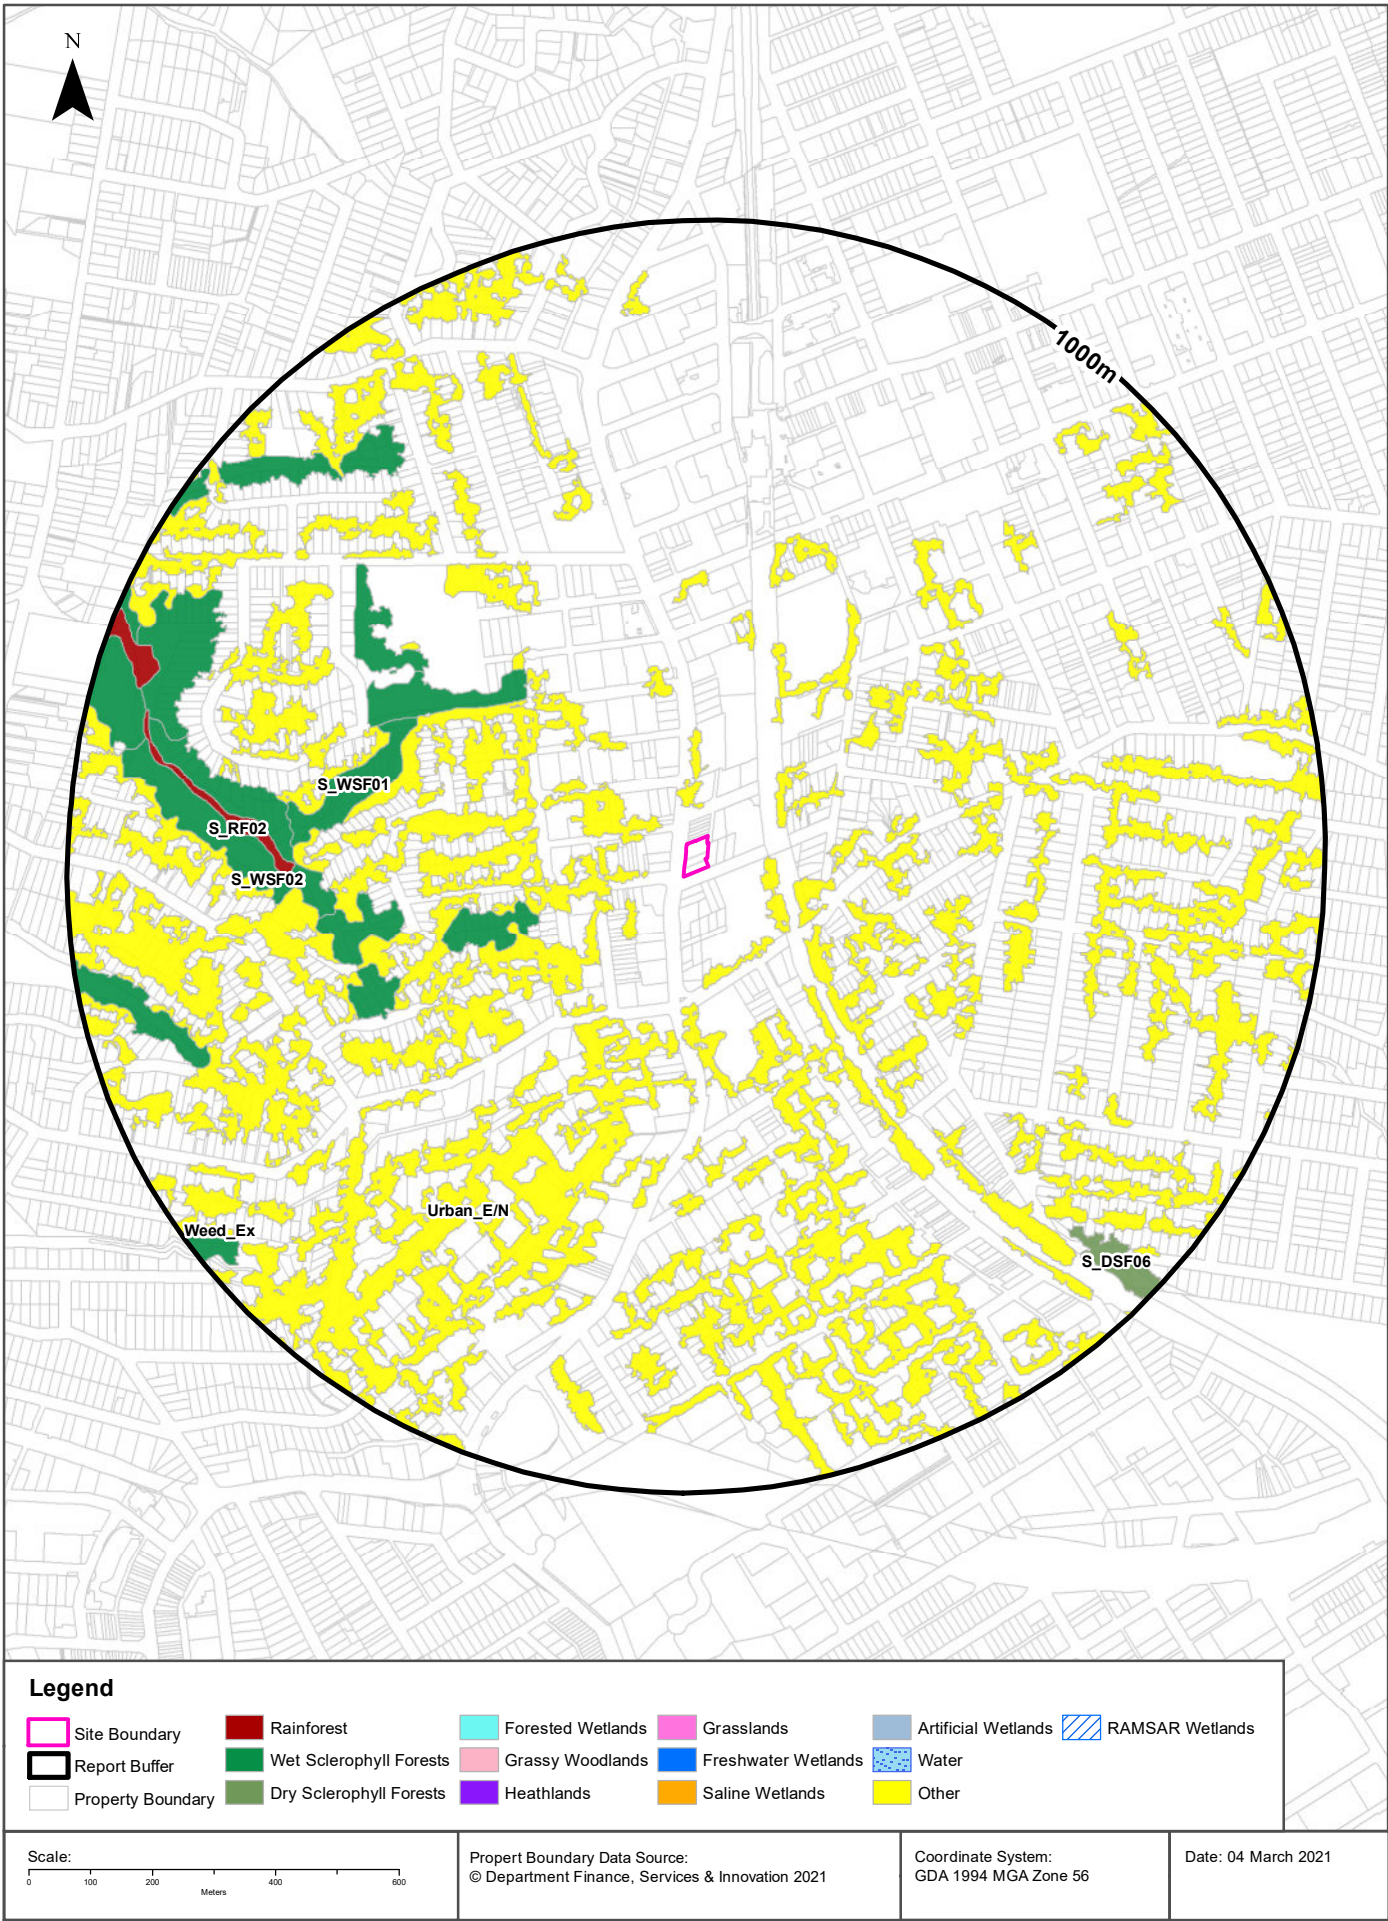 N
1000m
S_WSF01
S_RF02
S_WSF02
Urban_E/N
Weed_Ex
S_DSF06
Legend
Site Boundary
Report Buffer
Property Boundary
Rainforest
Wet Sclerophyll Forests
Dry Sclerophyll Forests
Forested Wetlands
Grassy Woodlands
Heathlands
Grasslands
Freshwater Wetlands
Saline Wetlands
Artificial Wetlands
Water
Other
RAMSAR Wetlands
Scale:
0 100 200 400 600
Meters
Propert Boundary Data Source:
© Department Finance, Services & Innovation 2021
Coordinate System:
GDA 1994 MGA Zone 56
Date: 04 March 2021